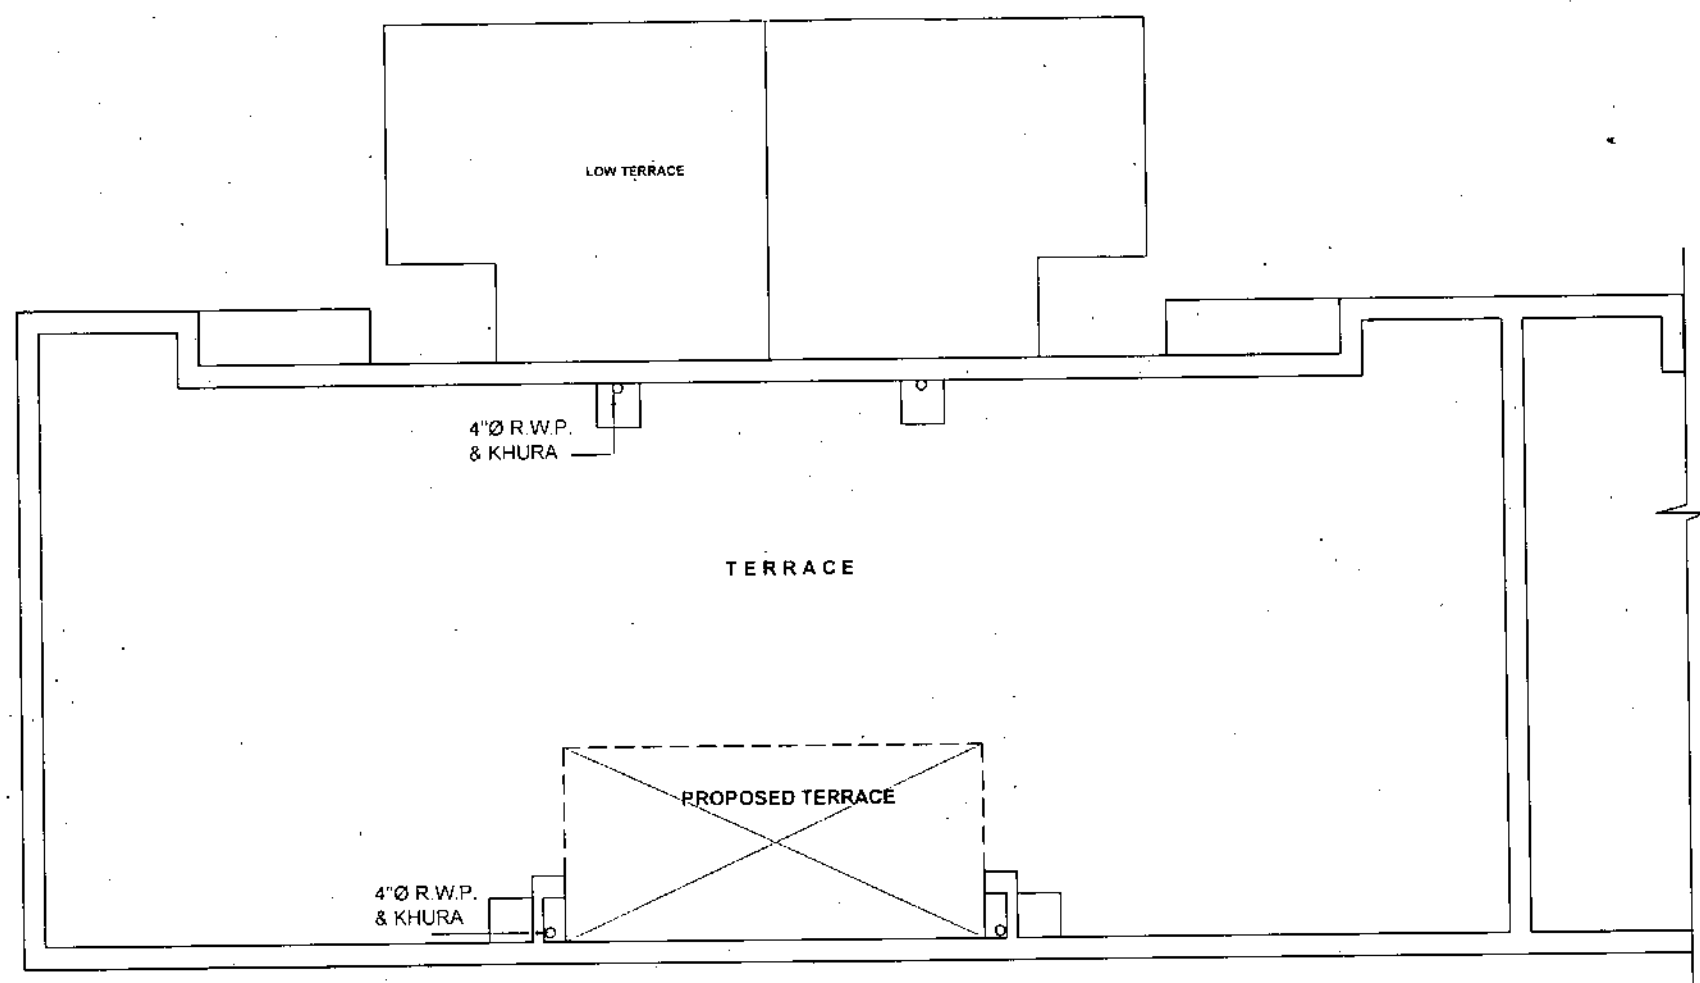 LOW TERRACE
4"Ø R.W.P.
& KHURA
TERRACE
PROPOSED TERRACE
4"Ø R.W.P.
& KHURA